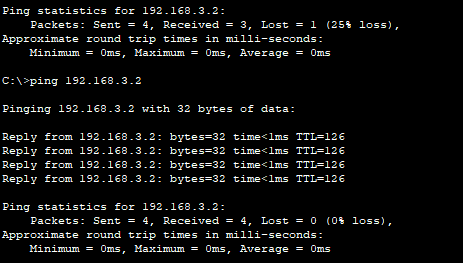 Ping statistics for 192.168.3.2:
    Packets: Sent = 4, Received = 3, Lost = 1 (25% loss),
Approximate round trip times in milli-seconds:
    Minimum = 0ms, Maximum = 0ms, Average = 0ms

C:\>ping 192.168.3.2

Pinging 192.168.3.2 with 32 bytes of data:

Reply from 192.168.3.2: bytes=32 time<1ms TTL=126
Reply from 192.168.3.2: bytes=32 time<1ms TTL=126
Reply from 192.168.3.2: bytes=32 time<1ms TTL=126
Reply from 192.168.3.2: bytes=32 time<1ms TTL=126

Ping statistics for 192.168.3.2:
    Packets: Sent = 4, Received = 4, Lost = 0 (0% loss),
Approximate round trip times in milli-seconds:
    Minimum = 0ms, Maximum = 0ms, Average = 0ms